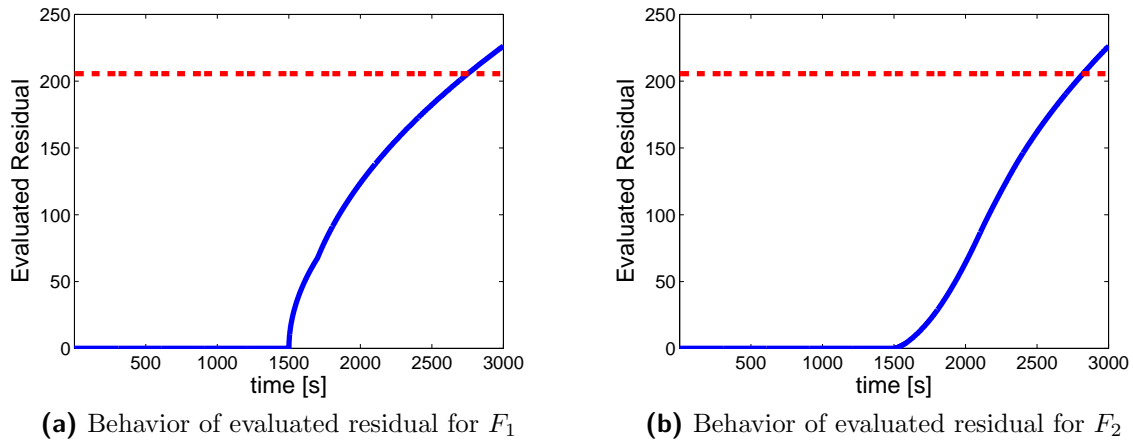 250
200
150
100
50
0
Evaluated Residual
500 1000 1500 2000 2500 3000
time [s]
(a) Behavior of evaluated residual for F₁
250
200
150
100
50
0
Evaluated Residual
500 1000 1500 2000 2500 3000
time [s]
(b) Behavior of evaluated residual for F₂